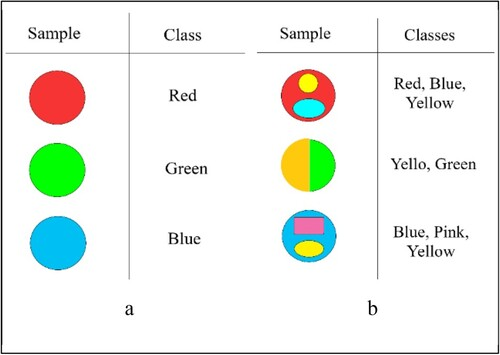 Sample Class Sample Classes
Red
Red, Blue,
Yellow
Green
Yello, Green
Blue
Blue, Pink,
Yellow
a b